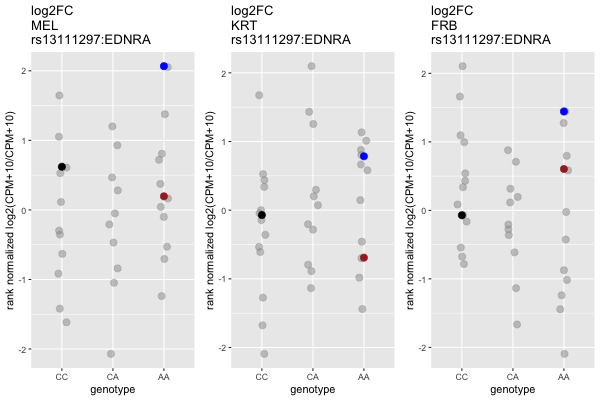 log2FC
MEL
rs13111297:EDNRA
rank normalized log2(CPM+10/CPM+10)
2
1
0
-1
-2
CC
CA
AA
genotype
log2FC
KRT
rs13111297:EDNRA
rank normalized log2(CPM+10/CPM+10)
2
1
0
-1
-2
CC
CA
AA
genotype
log2FC
FRB
rs13111297:EDNRA
rank normalized log2(CPM+10/CPM+10)
2
1
0
-1
-2
CC
CA
AA
genotype